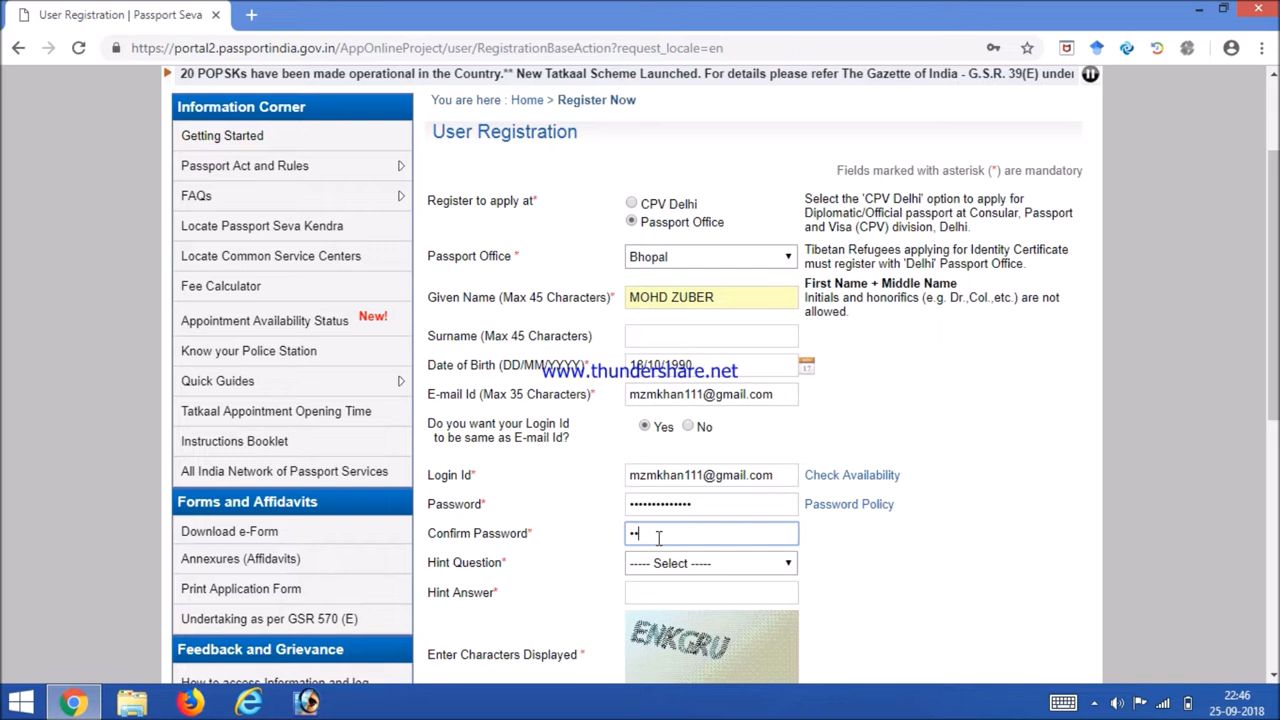 User Registration | Passport Seva
https://portal2.passportindia.gov.in/AppOnlineProject/user/RegistrationBaseAction?request_locale=en
20 POPSKs have been made operational in the Country.** New Tatkaal Scheme Launched. For details please refer The Gazette of India - G.S.R. 39(E) under
Information Corner
Getting Started
Passport Act and Rules
FAQs
Locate Passport Seva Kendra
Locate Common Service Centers
Fee Calculator
Appointment Availability Status New!
Know your Police Station
Quick Guides
Tatkaal Appointment Opening Time
Instructions Booklet
All India Network of Passport Services
Forms and Affidavits
Download e-Form
Annexures (Affidavits)
Print Application Form
Undertaking as per GSR 570 (E)
Feedback and Grievance
How to access Information and log
You are here : Home > Register Now
User Registration
Fields marked with asterisk (*) are mandatory
Register to apply at*
CPV Delhi
Passport Office
Select the 'CPV Delhi' option to apply for
Diplomatic/Official passport at Consular, Passport
and Visa (CPV) division, Delhi.
Passport Office *
Bhopal
Tibetan Refugees applying for Identity Certificate
must register with 'Delhi' Passport Office.
Given Name (Max 45 Characters)*
MOHD ZUBER
First Name + Middle Name
Initials and honorifics (e.g. Dr.,Col.,etc.) are not
allowed.
Surname (Max 45 Characters)
Date of Birth (DD/MM/YYYY)*
18/10/1990
17
www.thundershare.net
E-mail Id (Max 35 Characters)*
mzmkhan111@gmail.com
Do you want your Login Id
to be same as E-mail Id?
Yes
No
Login Id*
mzmkhan111@gmail.com
Check Availability
Password*
••••••••••••••
Password Policy
Confirm Password*
••
Hint Question*
----- Select -----
Hint Answer*
ENKGRU
Enter Characters Displayed *
22:46
25-09-2018